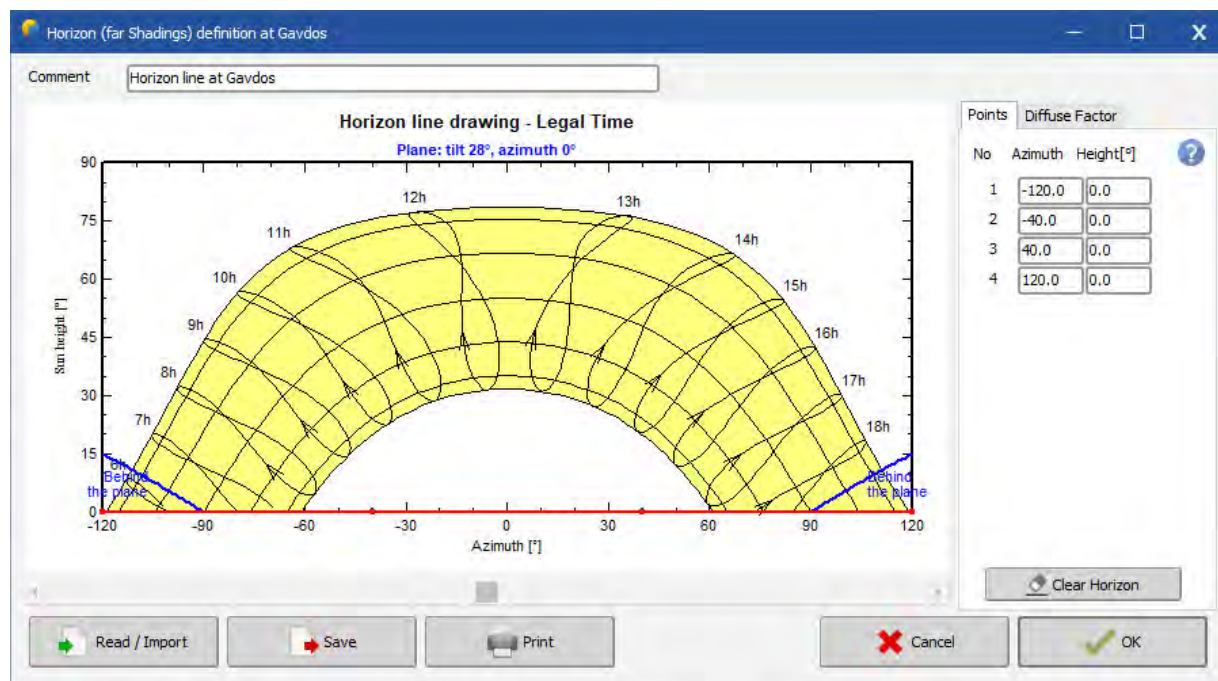 Horizon (far Shadings) definition at Gavdos
Comment Horizon line at Gavdos
Horizon line drawing - Legal Time
Plane: tilt 28°, azimuth 0°
90
75
60
45
30
15
0
Sun height [°]
6h
7h
8h
9h
10h
11h
12h
13h
14h
15h
16h
17h
18h
Behind
the plane
Behind
the plane
-120 -90 -60 -30 0 30 60 90 120
Azimuth [°]
Points Diffuse Factor
No Azimuth Height[°] ?
1 -120.0 0.0
2 -40.0 0.0
3 40.0 0.0
4 120.0 0.0
Clear Horizon
Read / Import Save Print Cancel OK